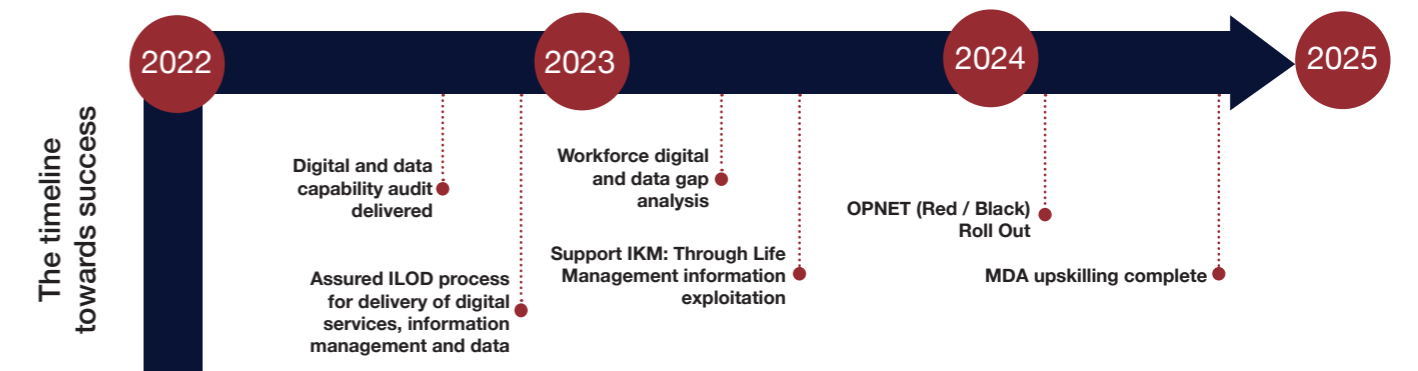 The timeline
towards success
2022
2023
2024
2025
Digital and data
capability audit
delivered
Assured ILOD process
for delivery of digital
services, information
management and data
Workforce digital
and data gap
analysis
Support IKM: Through Life
Management information
exploitation
OPNET (Red / Black)
Roll Out
MDA upskilling complete